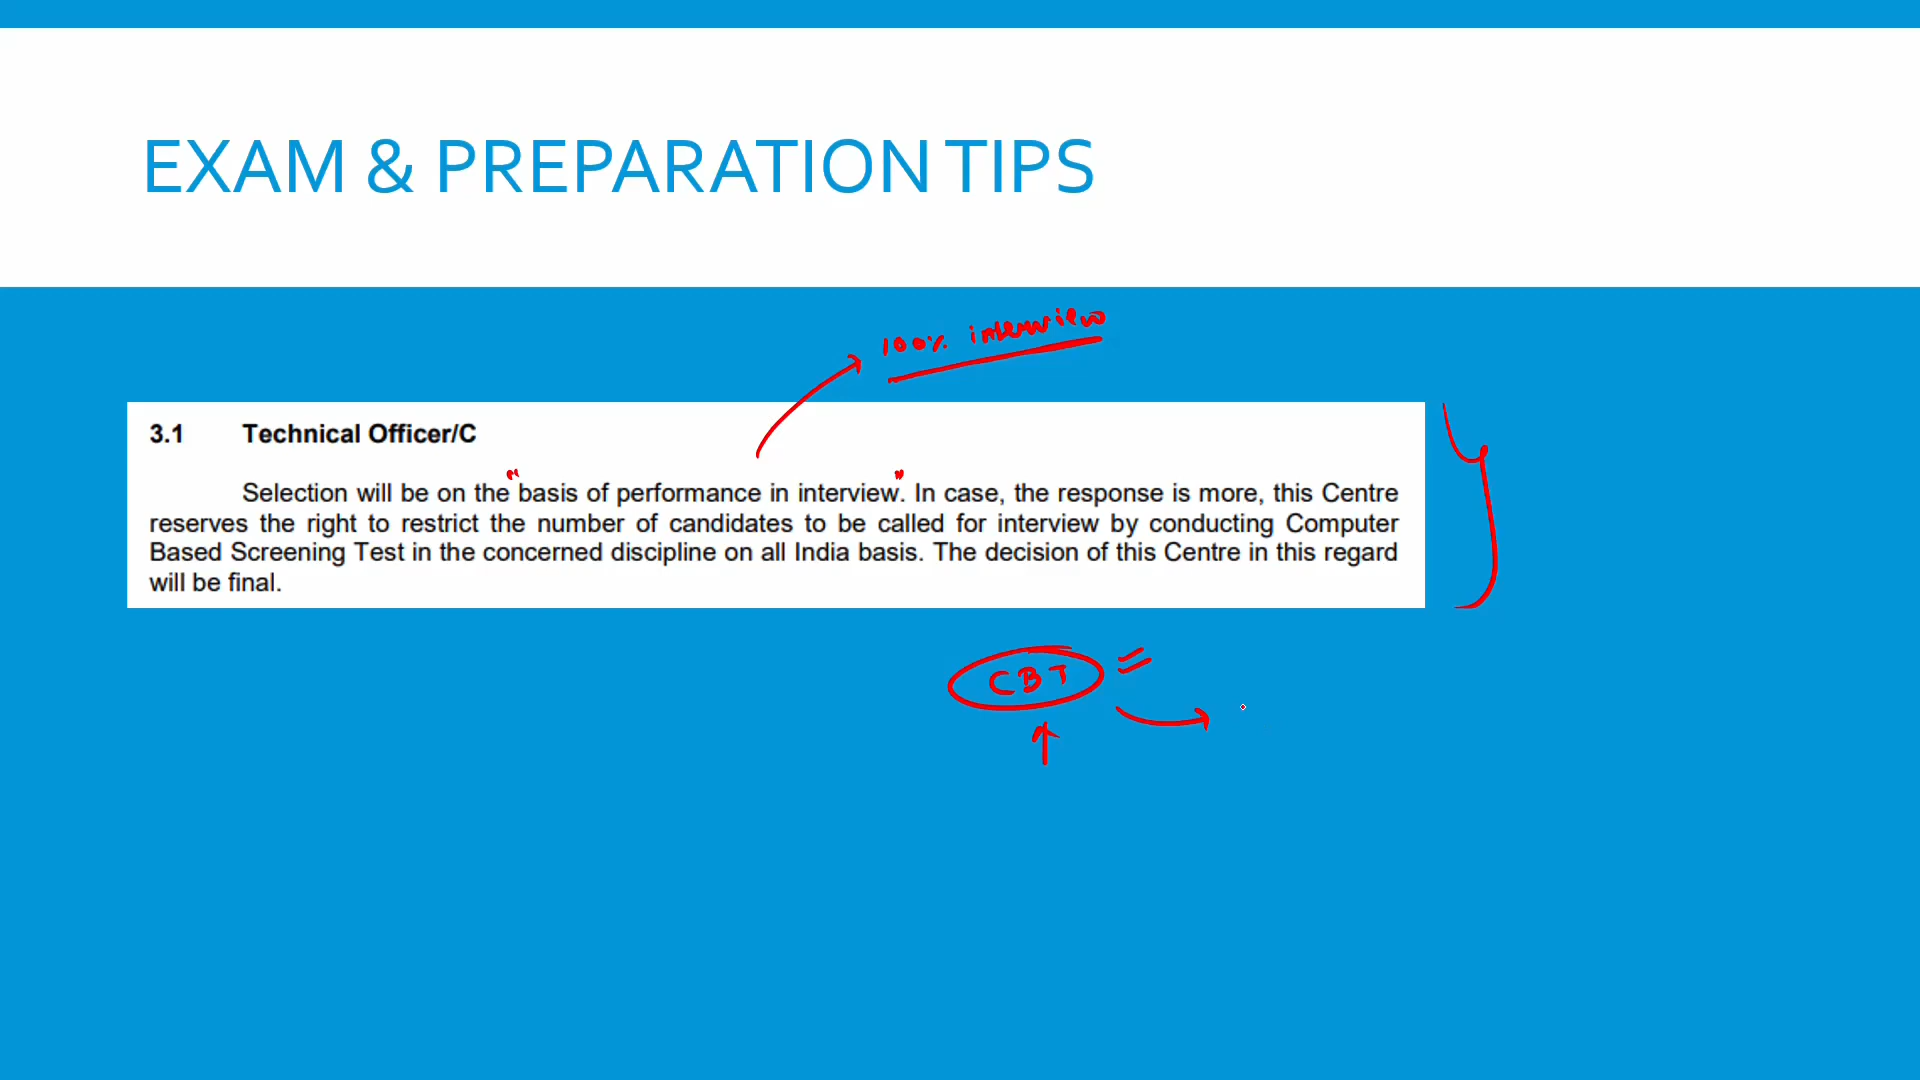 EXAM & PREPARATION TIPS
100% interview
3.1 Technical Officer/C
Selection will be on the "basis of performance in interview." In case, the response is more, this Centre
reserves the right to restrict the number of candidates to be called for interview by conducting Computer
Based Screening Test in the concerned discipline on all India basis. The decision of this Centre in this regard
will be final.
CBT